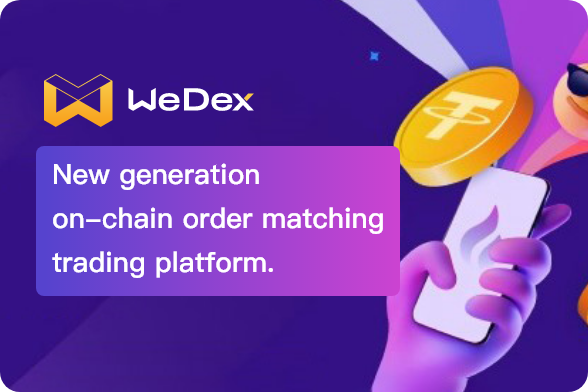 WeDex
New generation
on-chain order matching
trading platform.